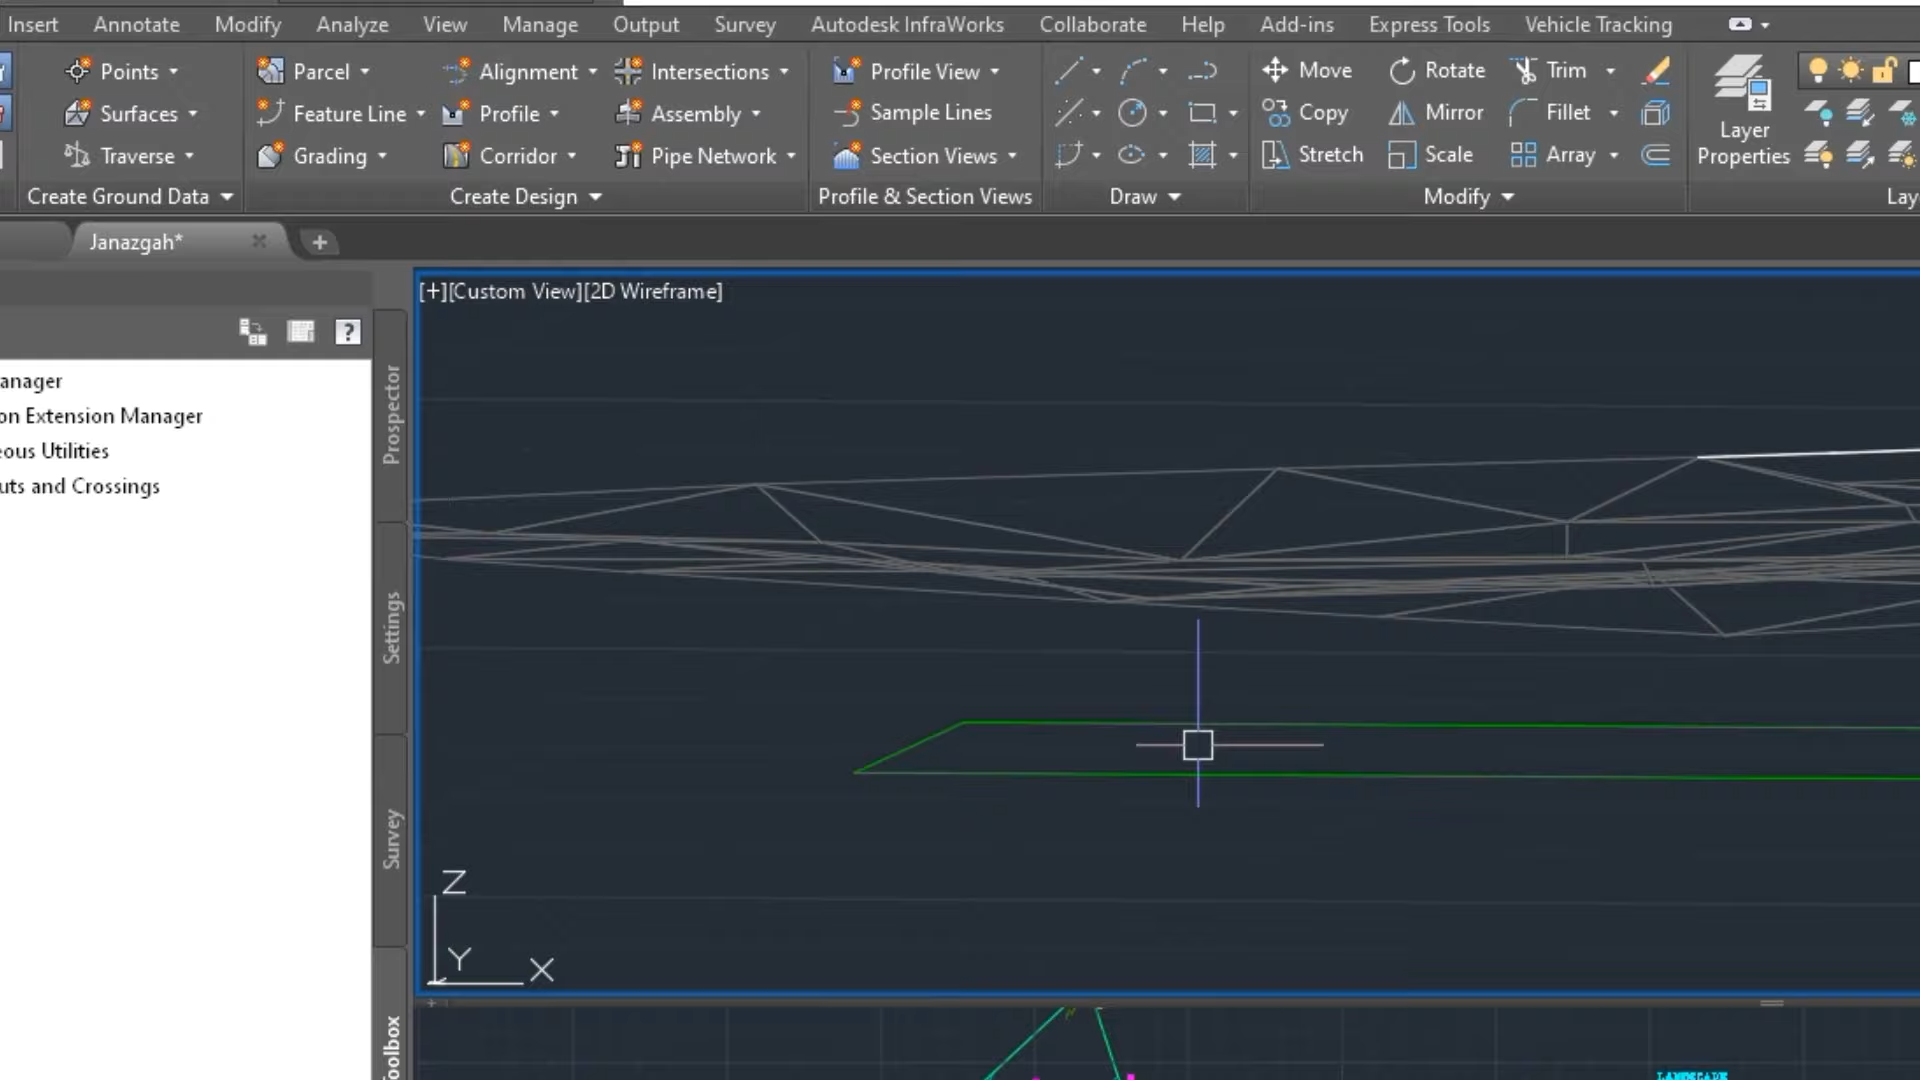 Insert Annotate Modify Analyze View Manage Output Survey Autodesk InfraWorks Collaborate Help Add-ins Express Tools Vehicle Tracking
Points Parcel Alignment Intersections Profile View Move Rotate Trim
Surfaces Feature Line Profile Assembly Sample Lines Copy Mirror Fillet
Traverse Grading Corridor Pipe Network Section Views Stretch Scale Array
Layer
Properties
Create Ground Data Create Design Profile & Section Views Draw Modify Lay
Janazgah*
[+][Custom View][2D Wireframe]
?
anager
on Extension Manager
eous Utilities
uts and Crossings
Prospector
Settings
Survey
oolbox
Z
Y
X
LANDSCAPE